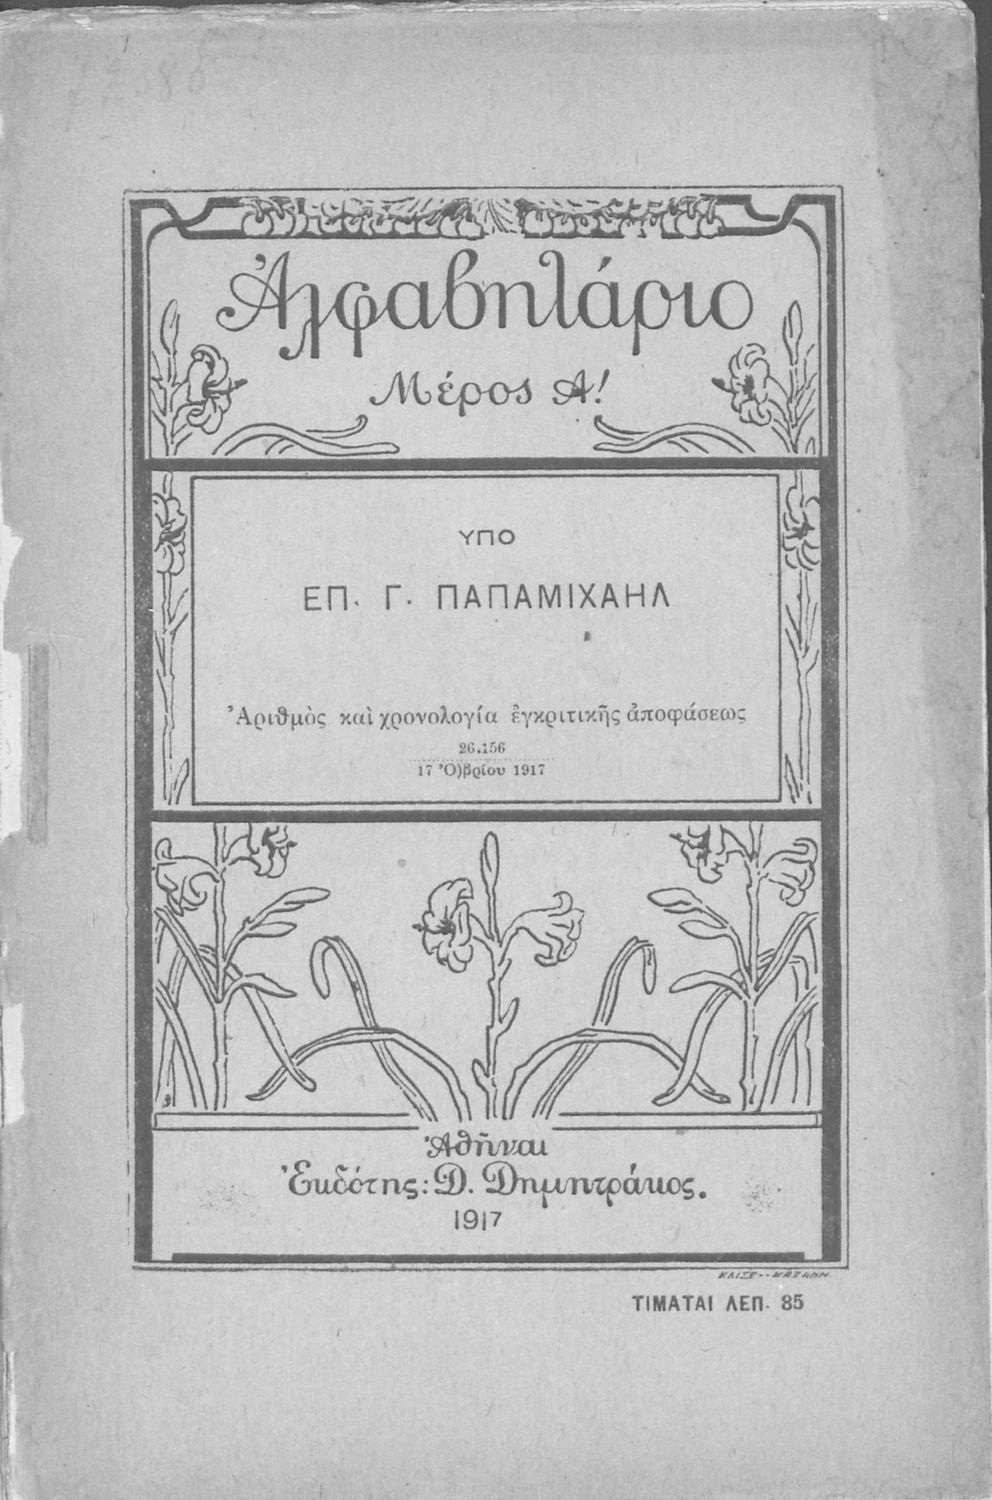 Ἀλφαβητάριο
Μέρος Α!
ΥΠΟ
ΕΠ. Γ. ΠΑΠΑΜΙΧΑΗΛ
Ἀριθμὸς καὶ χρονολογία ἐγκριτικῆς ἀποφάσεως
26.156
17 Ὀ)βρίου 1917
Ἀθῆναι
Ἐκδότης: Δ. Δημητράκος.
1917
ΤΙΜΑΤΑΙ ΛΕΠ. 85